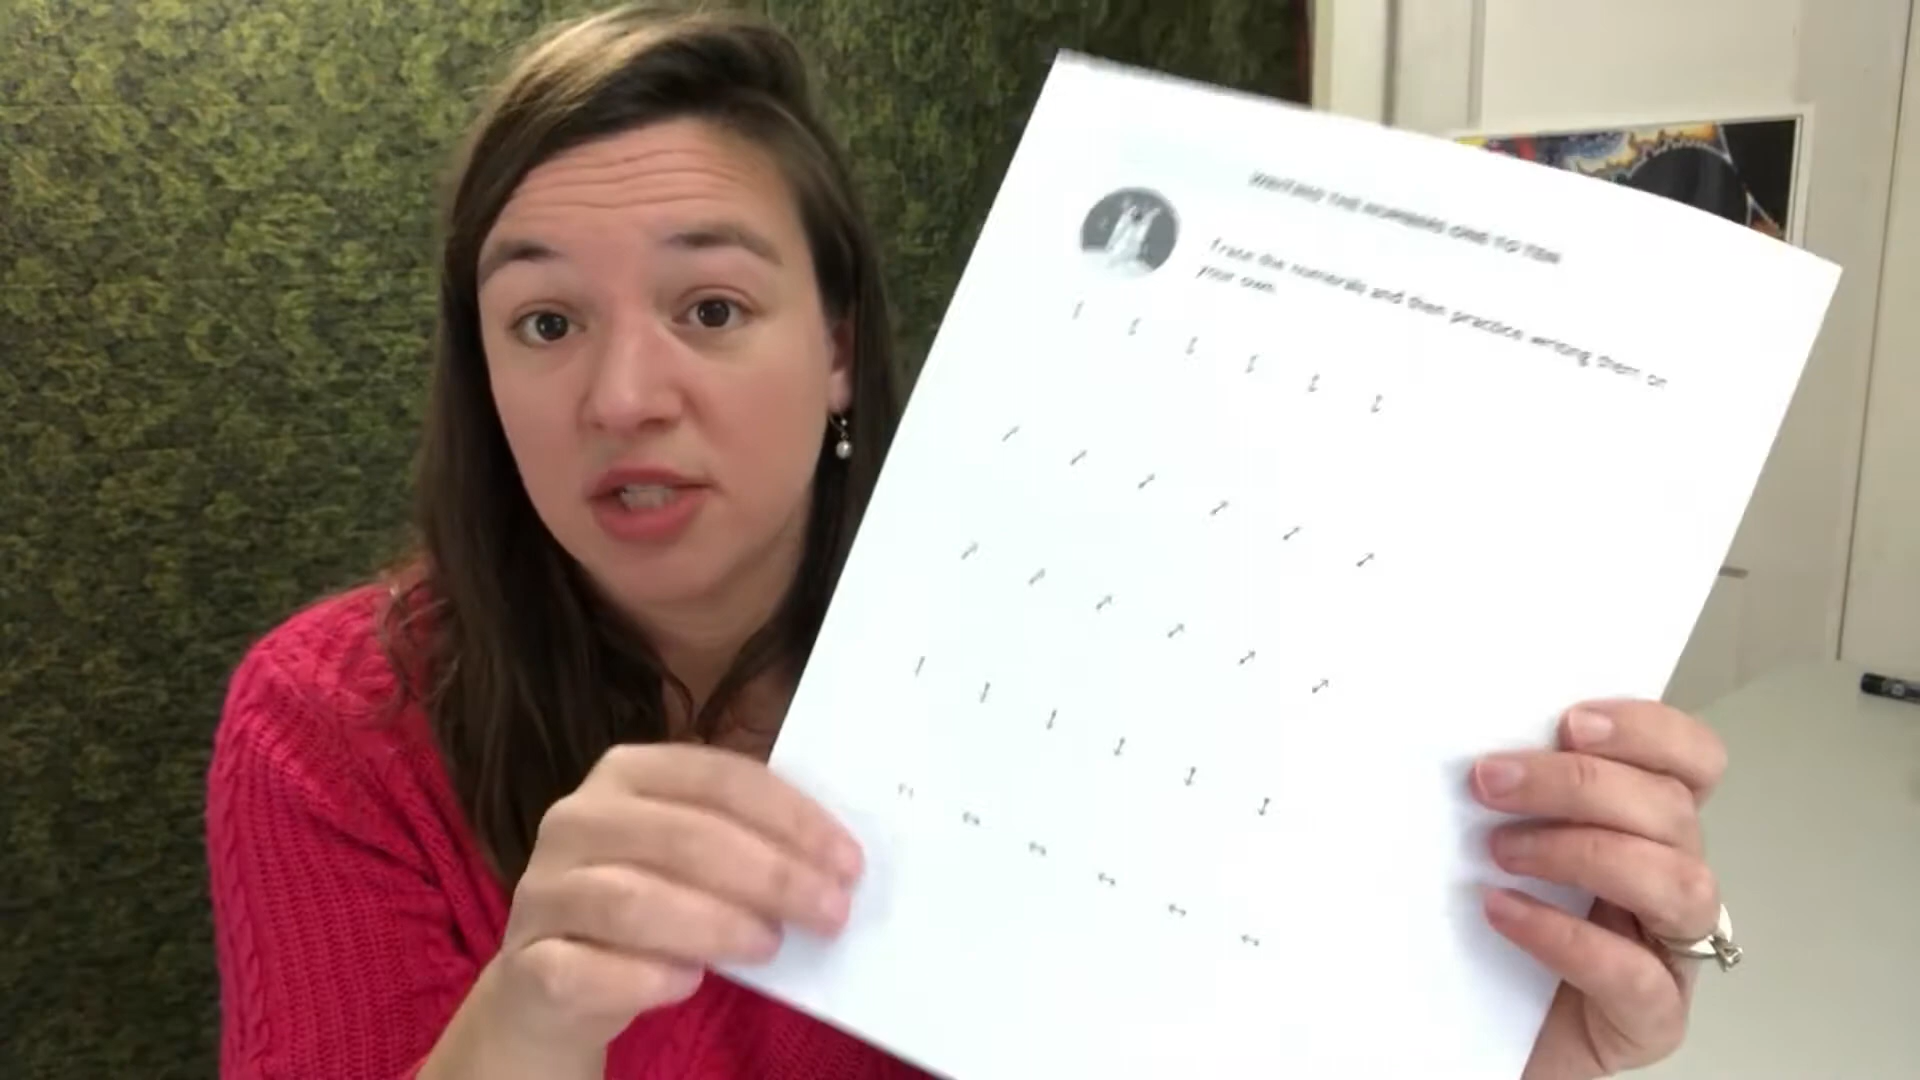 WRITING THE NUMBERS ONE TO TEN
Trace the numerals and then practice writing them on
your own.